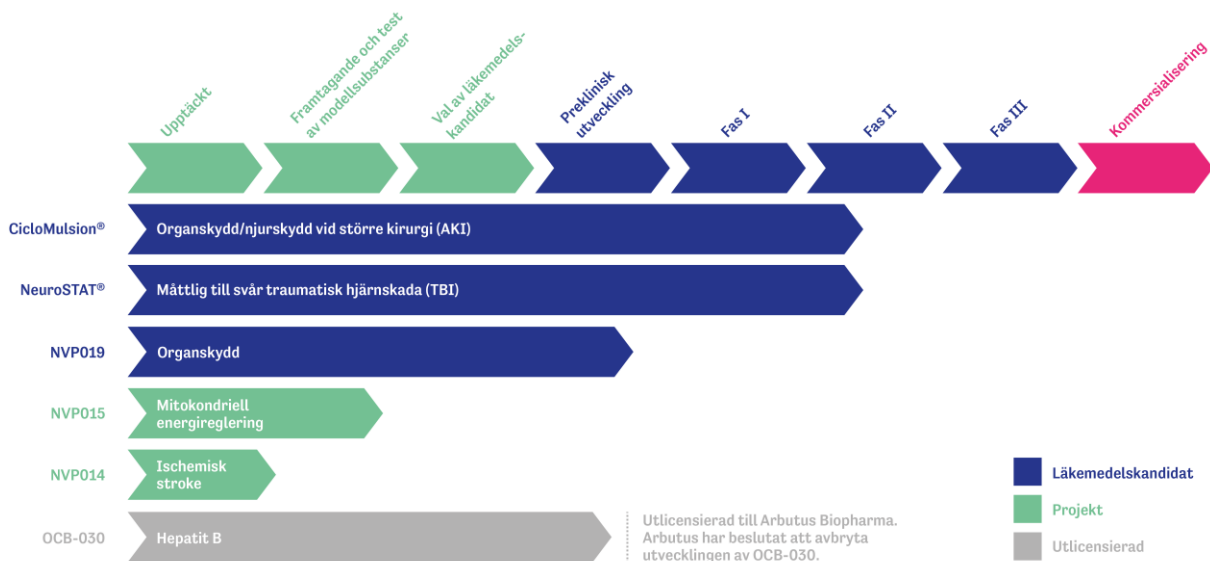 Upptäckt
Framtagande och test
av modellsubstanser
Val av läkemedels-
kandidat
Preklinisk
utveckling
Fas I
Fas II
Fas III
Kommersialisering
CicloMulsion®
Organskydd/njurskydd vid större kirurgi (AKI)
NeuroSTAT®
Måttlig till svår traumatisk hjärnskada (TBI)
NVP019
Organskydd
NVP015
Mitokondriell
energireglering
NVP014
Ischemisk
stroke
OCB-030
Hepatit B
Utlicensierad till Arbutus Biopharma.
Arbutus har beslutat att avbryta
utvecklingen av OCB-030.
Läkemedelskandidat
Projekt
Utlicensierad